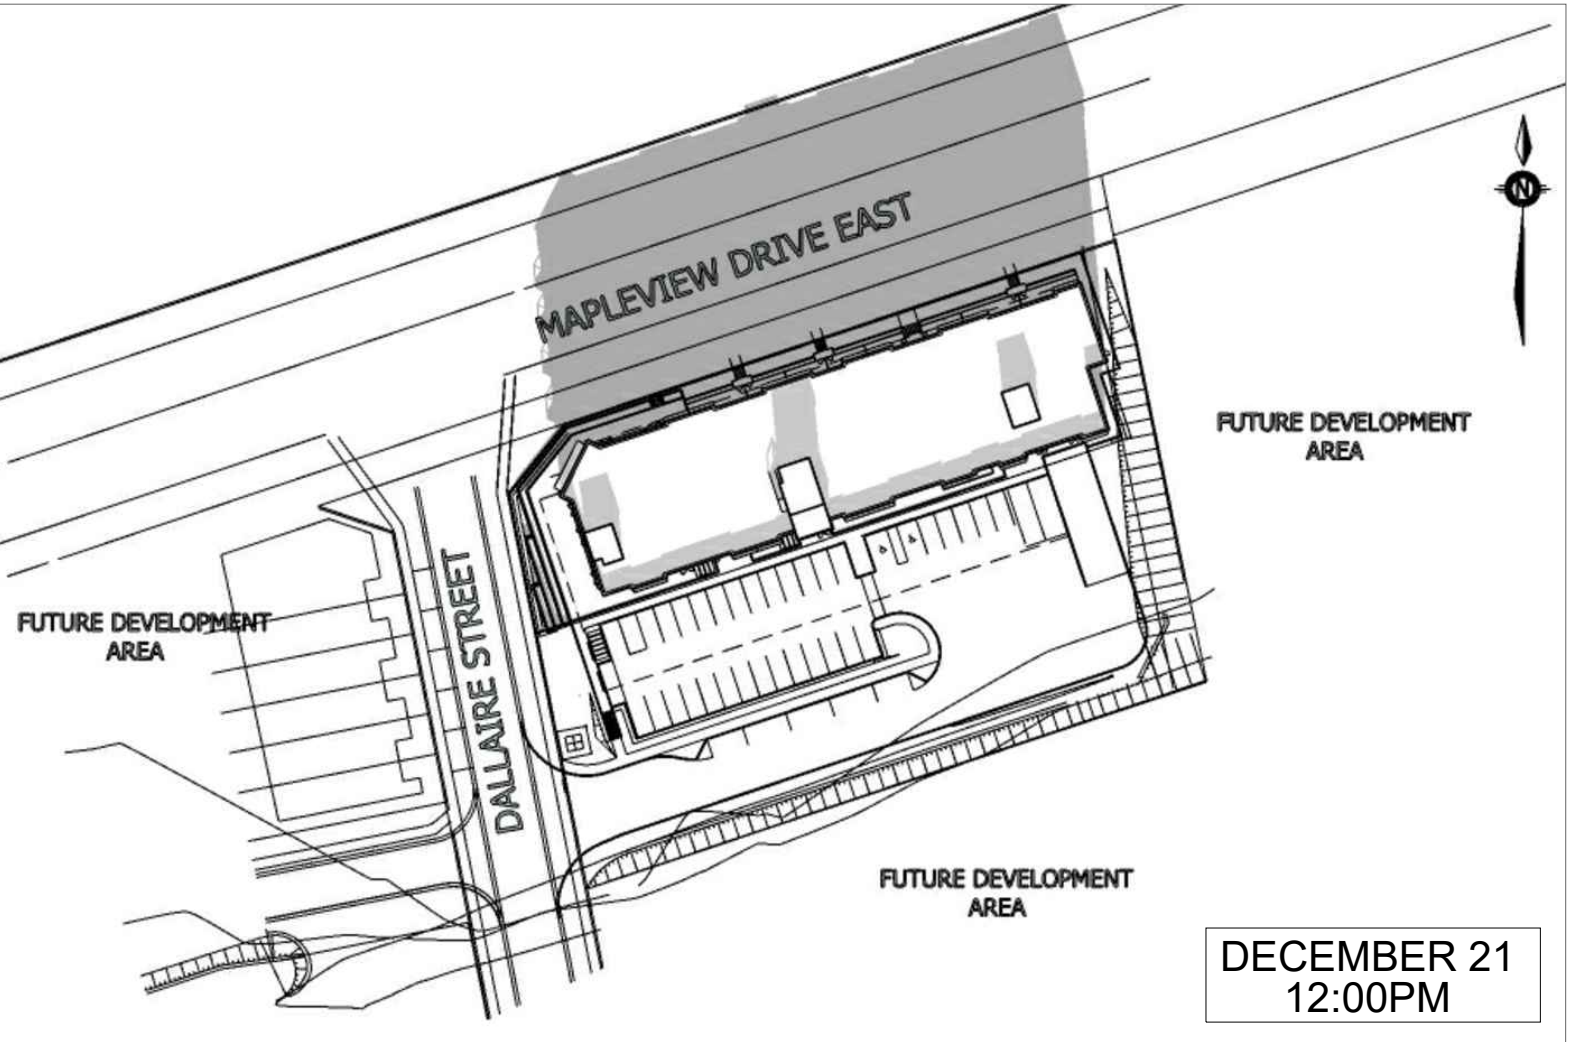 MAPLEVIEW DRIVE EAST
N
FUTURE DEVELOPMENT
AREA
FUTURE DEVELOPMENT
AREA
DALLAIRE STREET
FUTURE DEVELOPMENT
AREA
DECEMBER 21
12:00PM